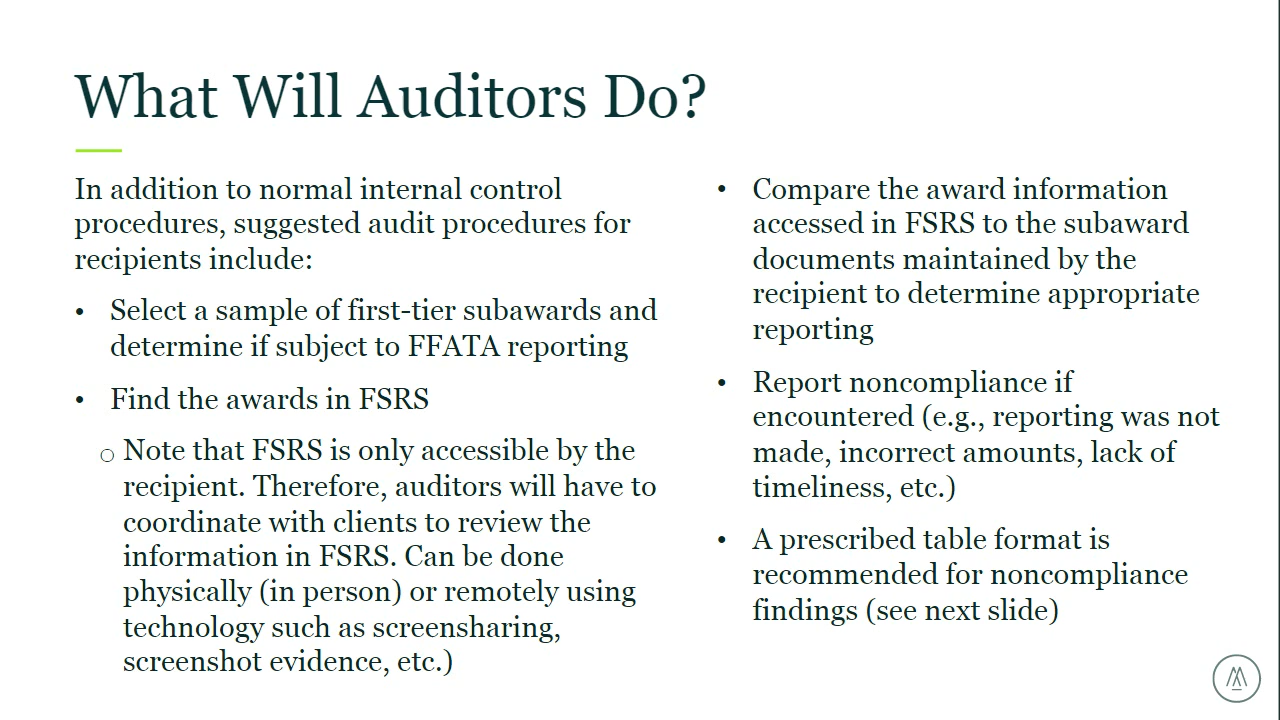 What Will Auditors Do?
In addition to normal internal control
procedures, suggested audit procedures for
recipients include:
• Select a sample of first-tier subawards and
determine if subject to FFATA reporting
• Find the awards in FSRS
○ Note that FSRS is only accessible by the
recipient. Therefore, auditors will have to
coordinate with clients to review the
information in FSRS. Can be done
physically (in person) or remotely using
technology such as screensharing,
screenshot evidence, etc.)
• Compare the award information
accessed in FSRS to the subaward
documents maintained by the
recipient to determine appropriate
reporting
• Report noncompliance if
encountered (e.g., reporting was not
made, incorrect amounts, lack of
timeliness, etc.)
• A prescribed table format is
recommended for noncompliance
findings (see next slide)